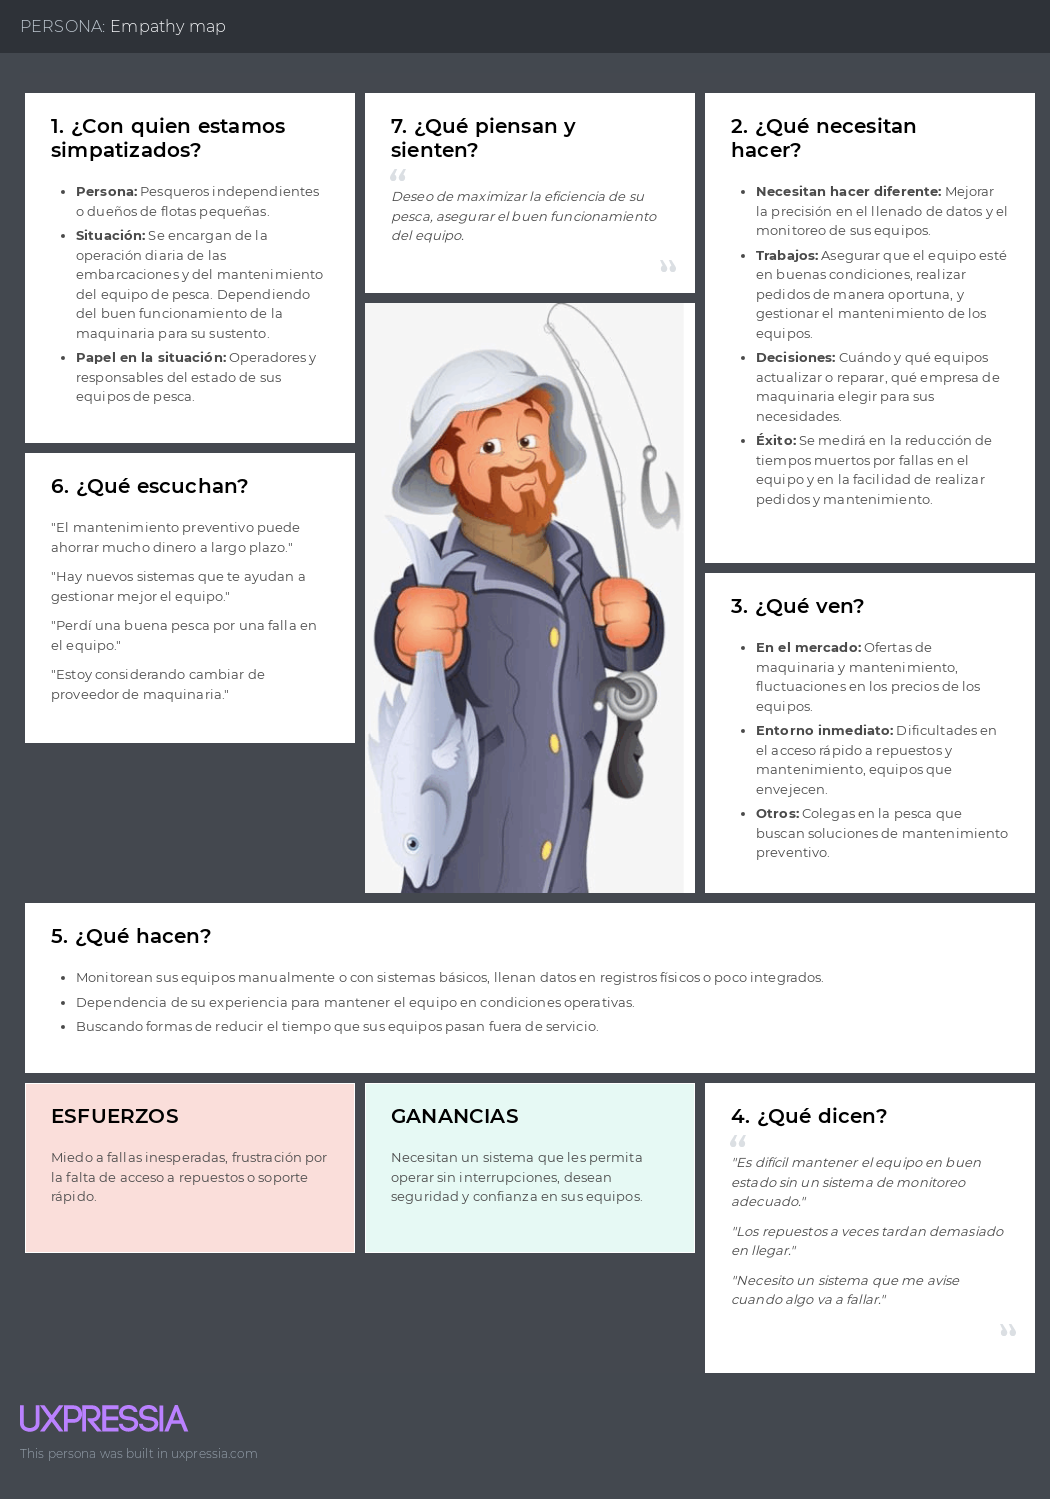 PERSONA: Empathy map
1. ¿Con quien estamos
simpatizados?
• Persona: Pesqueros independientes
o dueños de flotas pequeñas.
• Situación: Se encargan de la
operación diaria de las
embarcaciones y del mantenimiento
del equipo de pesca. Dependiendo
del buen funcionamiento de la
maquinaria para su sustento.
• Papel en la situación: Operadores y
responsables del estado de sus
equipos de pesca.
7. ¿Qué piensan y
sienten?
“
Deseo de maximizar la eficiencia de su
pesca, asegurar el buen funcionamiento
del equipo.
”
2. ¿Qué necesitan
hacer?
• Necesitan hacer diferente: Mejorar
la precisión en el llenado de datos y el
monitoreo de sus equipos.
• Trabajos: Asegurar que el equipo esté
en buenas condiciones, realizar
pedidos de manera oportuna, y
gestionar el mantenimiento de los
equipos.
• Decisiones: Cuándo y qué equipos
actualizar o reparar, qué empresa de
maquinaria elegir para sus
necesidades.
• Éxito: Se medirá en la reducción de
tiempos muertos por fallas en el
equipo y en la facilidad de realizar
pedidos y mantenimiento.
6. ¿Qué escuchan?
"El mantenimiento preventivo puede
ahorrar mucho dinero a largo plazo."
"Hay nuevos sistemas que te ayudan a
gestionar mejor el equipo."
"Perdí una buena pesca por una falla en
el equipo."
"Estoy considerando cambiar de
proveedor de maquinaria."
3. ¿Qué ven?
• En el mercado: Ofertas de
maquinaria y mantenimiento,
fluctuaciones en los precios de los
equipos.
• Entorno inmediato: Dificultades en
el acceso rápido a repuestos y
mantenimiento, equipos que
envejecen.
• Otros: Colegas en la pesca que
buscan soluciones de mantenimiento
preventivo.
5. ¿Qué hacen?
• Monitorean sus equipos manualmente o con sistemas básicos, llenan datos en registros físicos o poco integrados.
• Dependencia de su experiencia para mantener el equipo en condiciones operativas.
• Buscando formas de reducir el tiempo que sus equipos pasan fuera de servicio.
ESFUERZOS
Miedo a fallas inesperadas, frustración por
la falta de acceso a repuestos o soporte
rápido.
GANANCIAS
Necesitan un sistema que les permita
operar sin interrupciones, desean
seguridad y confianza en sus equipos.
4. ¿Qué dicen?
“
"Es difícil mantener el equipo en buen
estado sin un sistema de monitoreo
adecuado."
"Los repuestos a veces tardan demasiado
en llegar."
"Necesito un sistema que me avise
cuando algo va a fallar."
”
UXPRESSIA
This persona was built in uxpressia.com